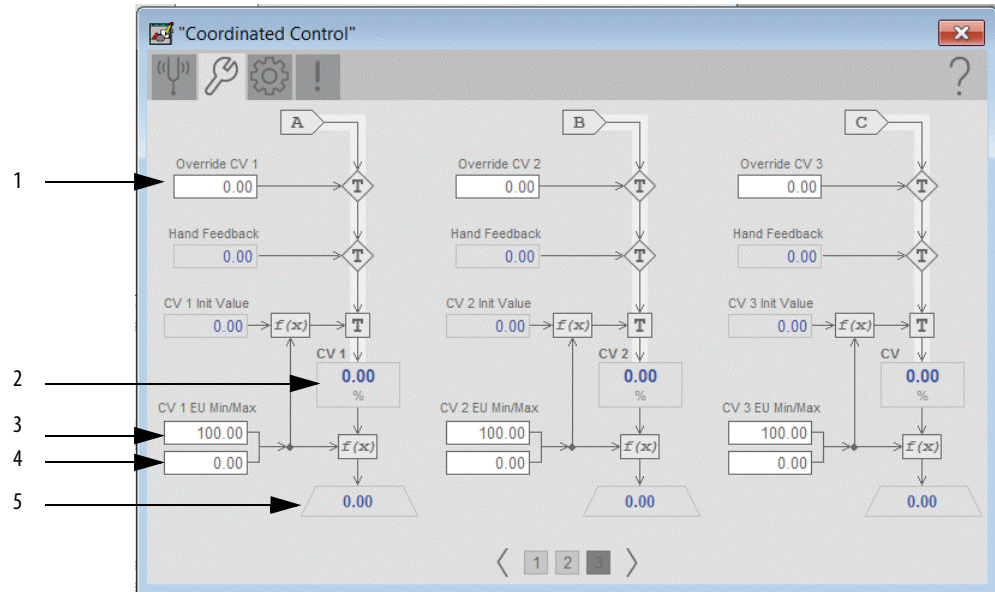 "Coordinated Control"
?
!
A B C
Override CV 1 Override CV 2 Override CV 3
1 0.00 T 0.00 T 0.00 T
Hand Feedback Hand Feedback Hand Feedback
0.00 T 0.00 T 0.00 T
CV 1 Init Value CV 2 Init Value CV 3 Init Value
0.00 f(x) T 0.00 f(x) T 0.00 f(x) T
CV 1 CV 2 CV
2 0.00 0.00 0.00
% % %
CV 1 EU Min/Max CV 2 EU Min/Max CV 3 EU Min/Max
3 100.00 100.00 100.00
f(x) f(x) f(x)
4 0.00 0.00 0.00
5 0.00 0.00 0.00
1 2 3